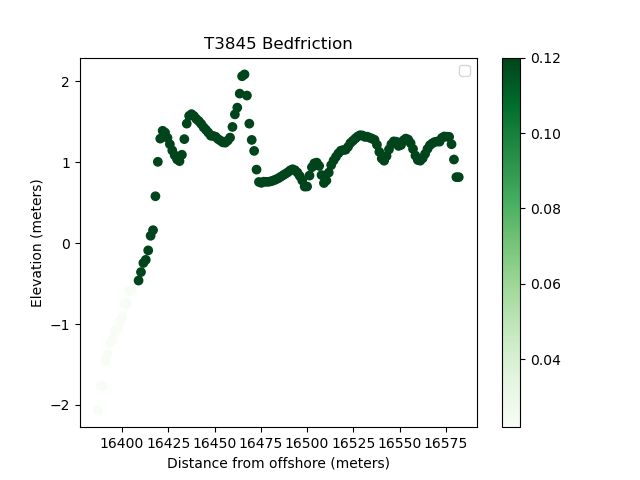 T3845 Bedfriction
Elevation (meters)
2
1
0
−1
−2
16400 16425 16450 16475 16500 16525 16550 16575
Distance from offshore (meters)
0.12
0.10
0.08
0.06
0.04